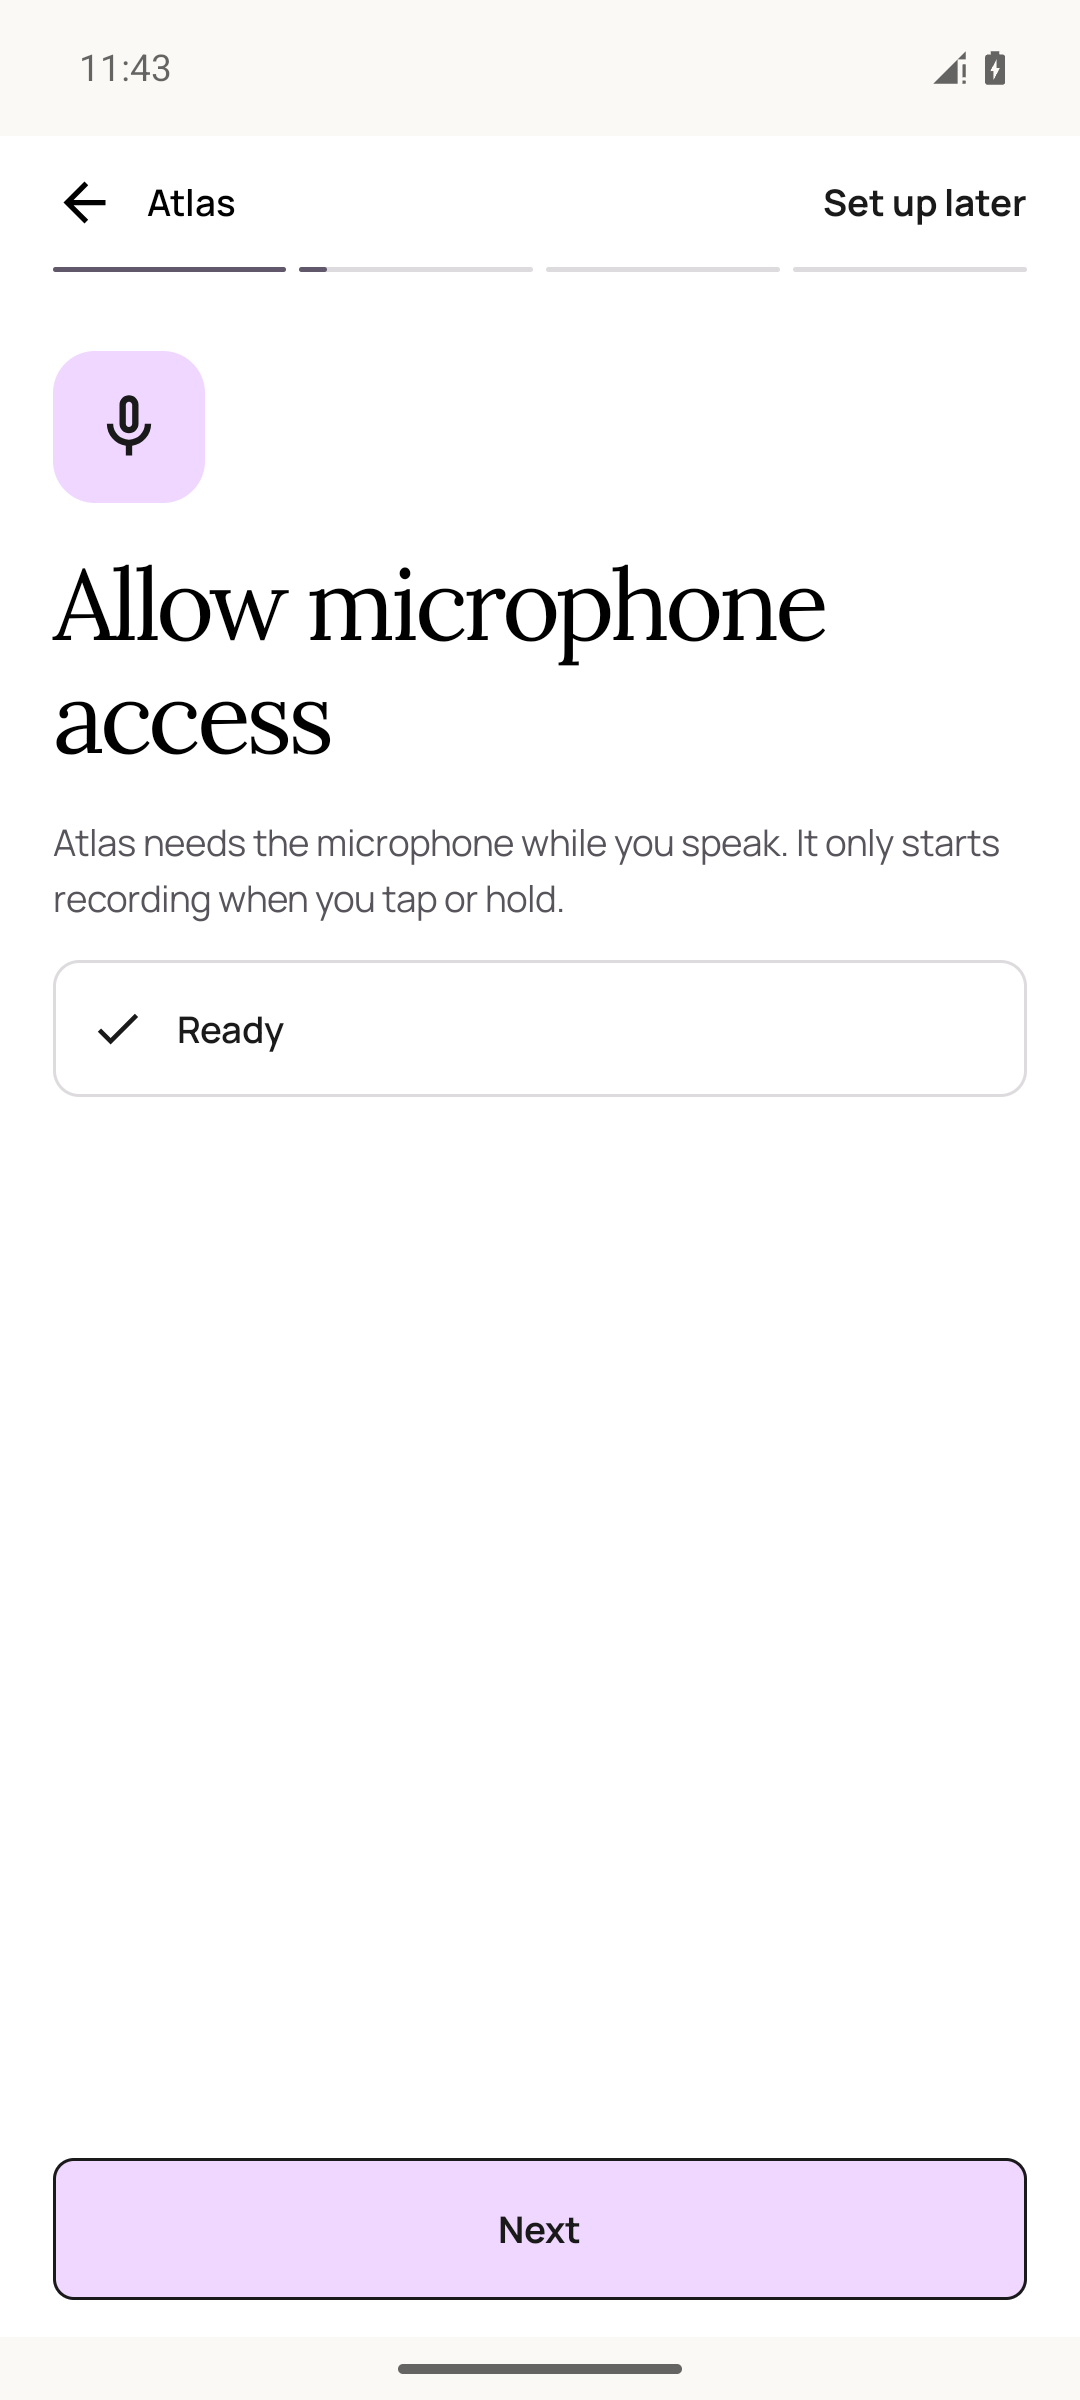 11:43
Atlas
Set up later
Allow microphone
access
Atlas needs the microphone while you speak. It only starts
recording when you tap or hold.
Ready
Next